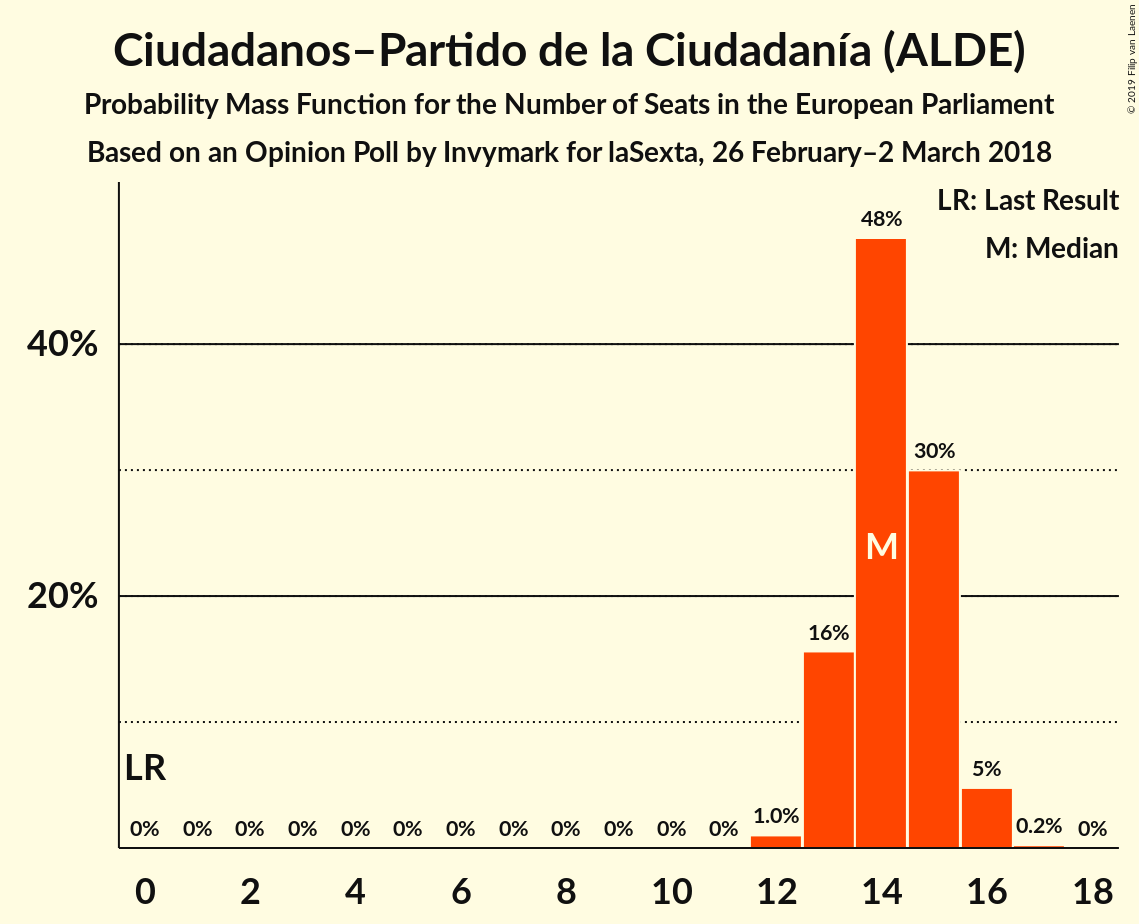 Ciudadanos–Partido de la Ciudadanía (ALDE)
Probability Mass Function for the Number of Seats in the European Parliament
Based on an Opinion Poll by Invymark for laSexta, 26 February–2 March 2018
© 2019 Filip van Laenen
LR: Last Result
M: Median
48%
40%
30%
M
20%
16%
LR
5%
0% 0% 0% 0% 0% 0% 0% 0% 0% 0% 0% 0% 1.0% 0.2% 0%
0 2 4 6 8 10 12 14 16 18